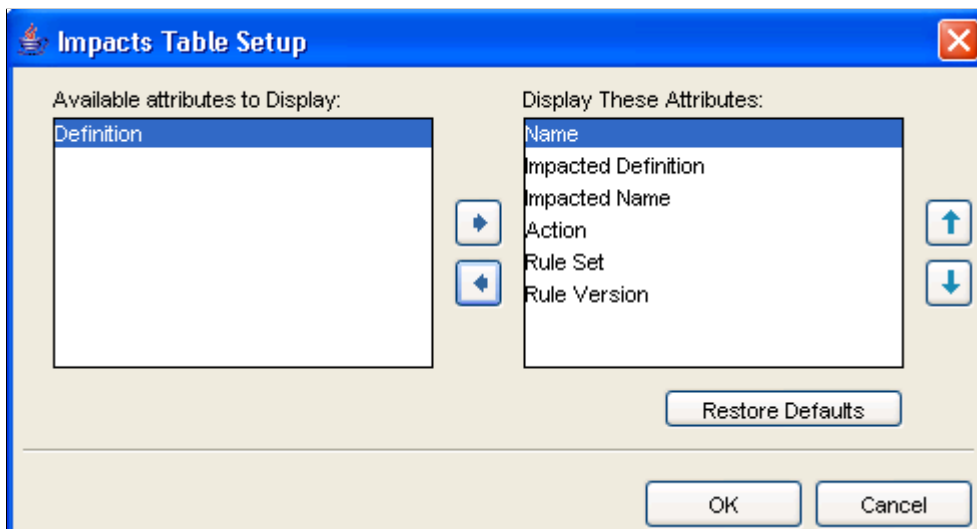 Impacts Table Setup
Available attributes to Display:
Definition
Display These Attributes:
Name
Impacted Definition
Impacted Name
Action
Rule Set
Rule Version
Restore Defaults
OK
Cancel